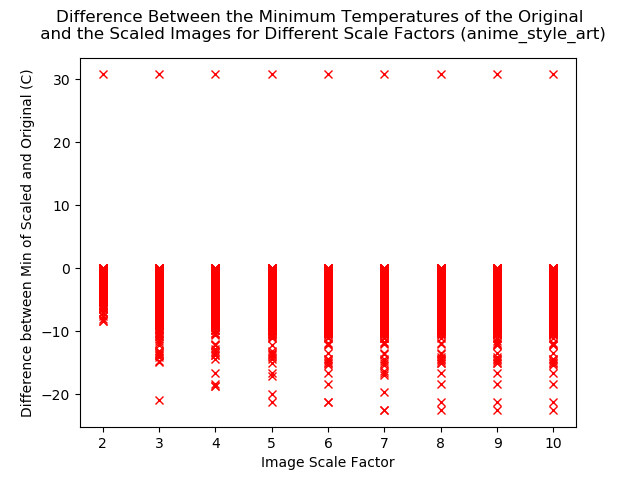 Difference Between the Minimum Temperatures of the Original
and the Scaled Images for Different Scale Factors (anime_style_art)
Difference between Min of Scaled and Original (C)
30
20
10
0
−10
−20
2 3 4 5 6 7 8 9 10
Image Scale Factor